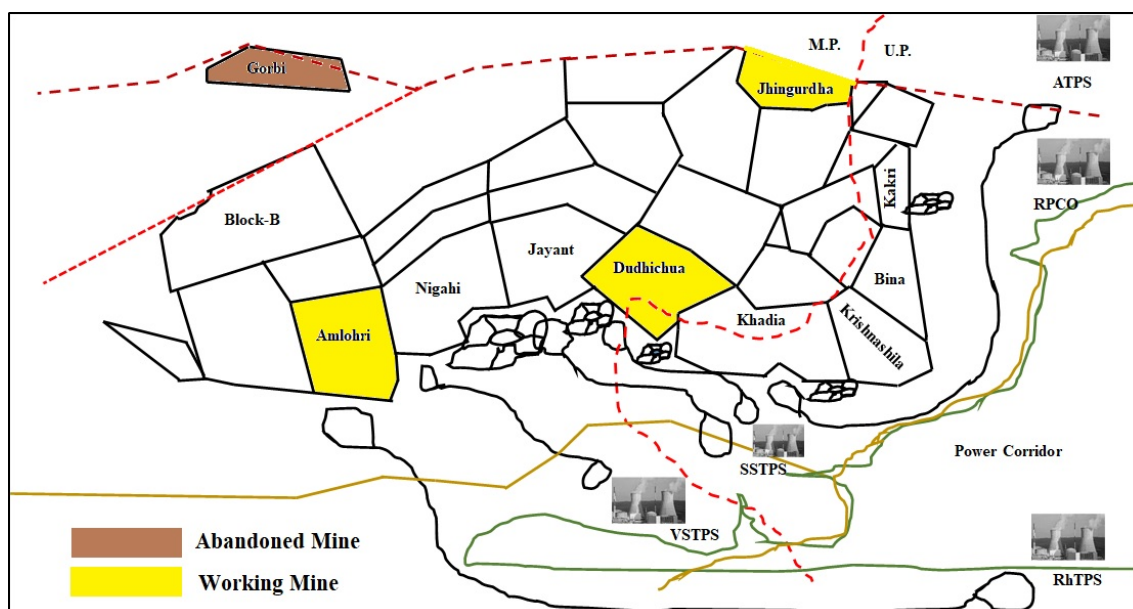 M.P.
U.P.
Gorbi
ATPS
Jhingurdha
RPCO
Kakri
Block-B
Jayant
Dudhichua
Nigahi
Bina
Khadia
Krishnashila
Amlohri
Power Corridor
SSTPS
VSTPS
Abandoned Mine
Working Mine
RhTPS